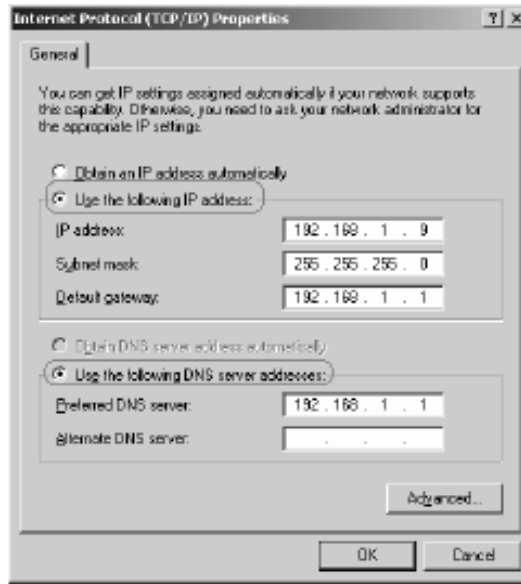 Internet Protocol (TCP/IP) Properties
General
You can get IP settings assigned automatically if your network supports
this capability. Otherwise, you need to ask your network administrator for
the appropriate IP settings.
Obtain an IP address automatically
Use the following IP address:
IP address: 192 . 168 . 1 . 9
Subnet mask: 255 . 255 . 255 . 0
Default gateway: 192 . 168 . 1 . 1
Obtain DNS server address automatically
Use the following DNS server addresses:
Preferred DNS server: 192 . 168 . 1 . 1
Alternate DNS server: . . .
Advanced...
OK Cancel